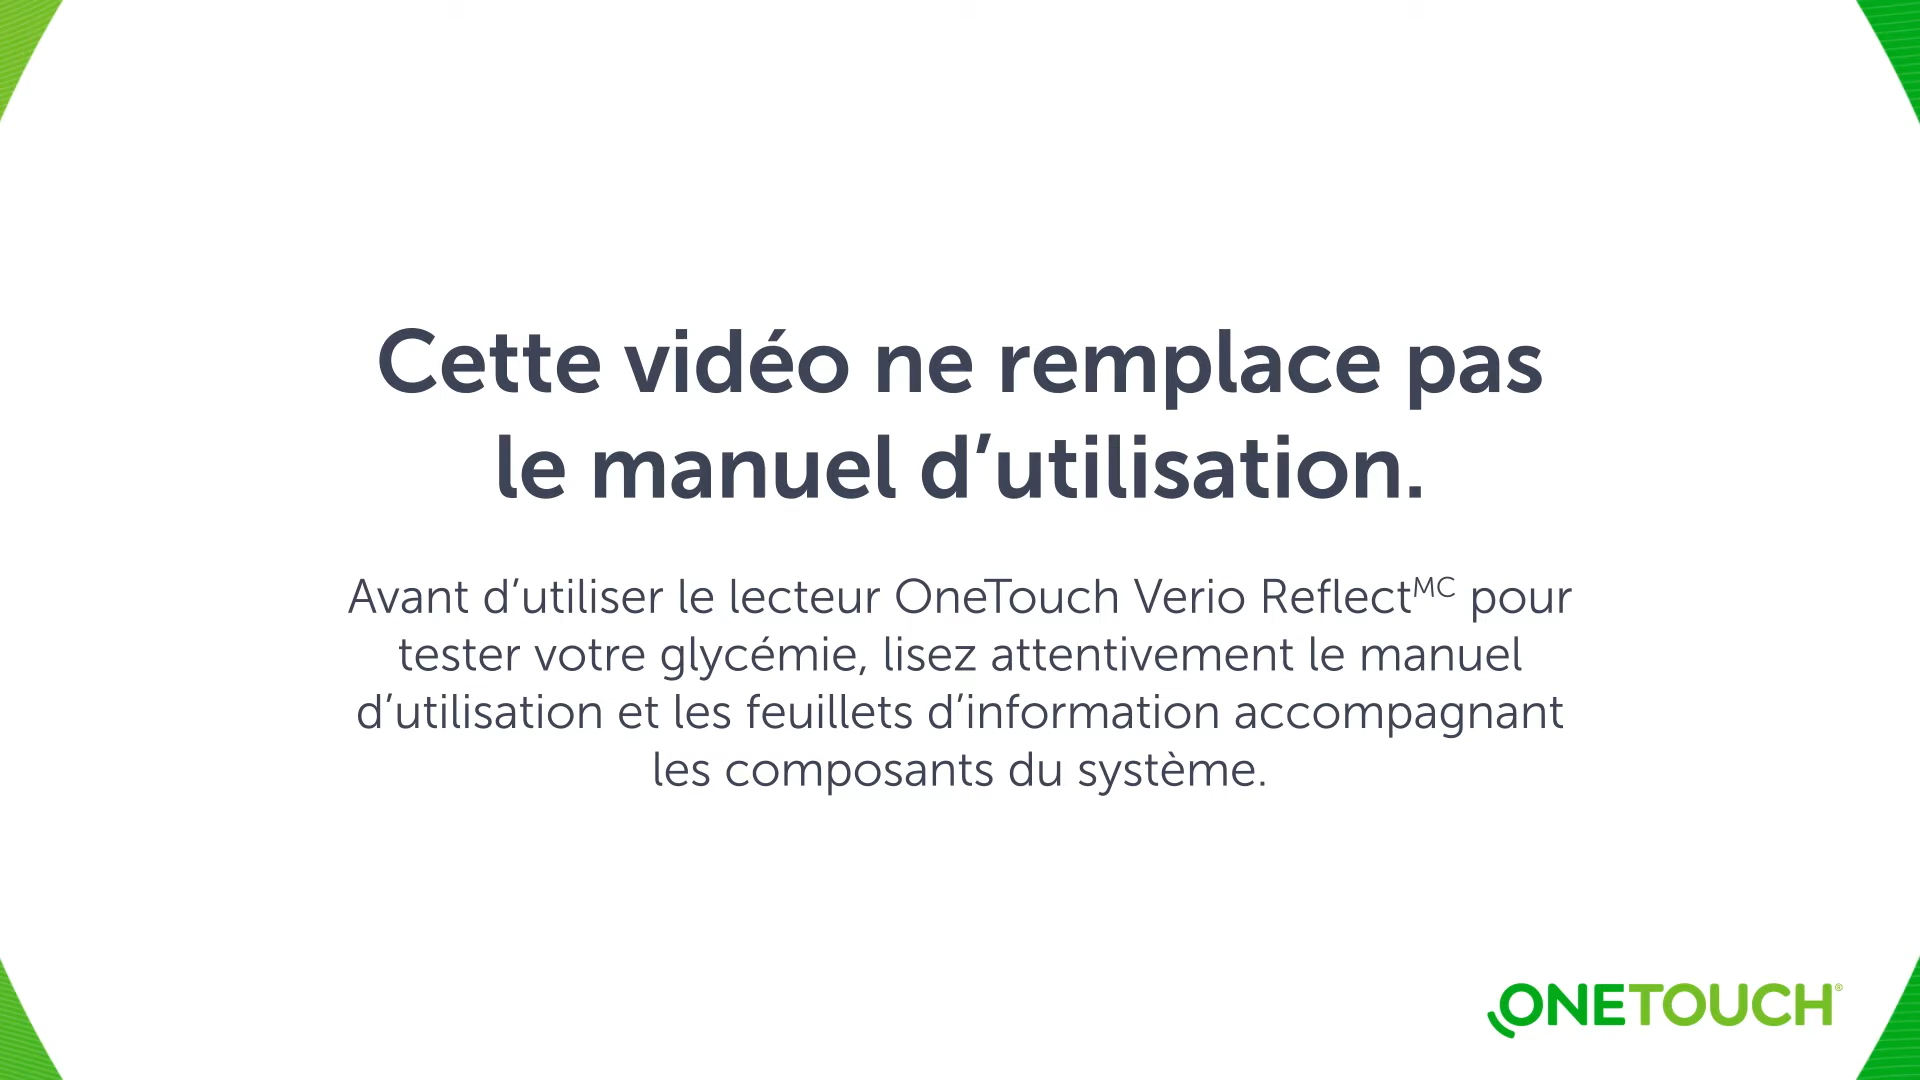 Cette vidéo ne remplace pas
le manuel d’utilisation.
Avant d’utiliser le lecteur OneTouch Verio Reflectᴹᶜ pour
tester votre glycémie, lisez attentivement le manuel
d’utilisation et les feuillets d’information accompagnant
les composants du système.
ONETOUCH®